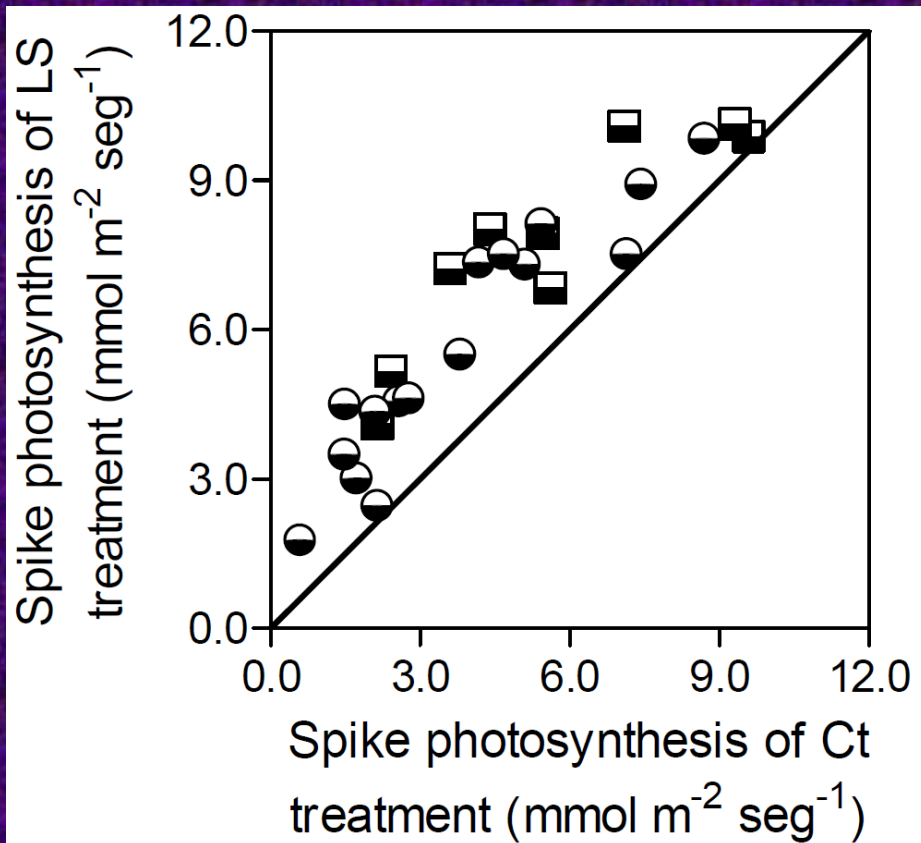 Spike photosynthesis of LS
treatment (mmol m⁻² seg⁻¹)
12.0
9.0
6.0
3.0
0.0
0.0 3.0 6.0 9.0 12.0
Spike photosynthesis of Ct
treatment (mmol m⁻² seg⁻¹)